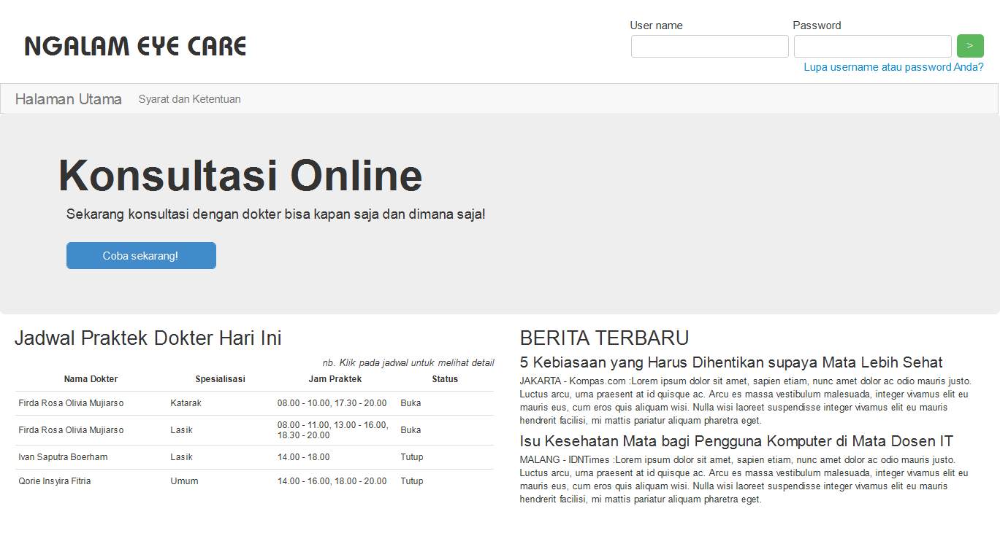 NGALAM EYE CARE
User name
Password
>
Lupa username atau password Anda?
Halaman Utama
Syarat dan Ketentuan
Konsultasi Online
Sekarang konsultasi dengan dokter bisa kapan saja dan dimana saja!
Coba sekarang!
Jadwal Praktek Dokter Hari Ini
nb. Klik pada jadwal untuk melihat detail
Nama Dokter Spesialisasi Jam Praktek Status
Firda Rosa Olivia Mujiarso Katarak 08.00 - 10.00, 17.30 - 20.00 Buka
Firda Rosa Olivia Mujiarso Lasik 08.00 - 11.00, 13.00 - 16.00, Buka
18.30 - 20.00
Ivan Saputra Boerham Lasik 14.00 - 18.00 Tutup
Qorie Insyira Fitria Umum 14.00 - 16.00, 18.00 - 20.00 Tutup
BERITA TERBARU
5 Kebiasaan yang Harus Dihentikan supaya Mata Lebih Sehat
JAKARTA - Kompas.com :Lorem ipsum dolor sit amet, sapien etiam, nunc amet dolor ac odio mauris justo.
Luctus arcu, urna praesent at id quisque ac. Arcu es massa vestibulum malesuada, integer vivamus elit eu
mauris eus, cum eros quis aliquam wisi. Nulla wisi laoreet suspendisse integer vivamus elit eu mauris
hendrerit facilisi, mi mattis pariatur aliquam pharetra eget.
Isu Kesehatan Mata bagi Pengguna Komputer di Mata Dosen IT
MALANG - IDNTimes :Lorem ipsum dolor sit amet, sapien etiam, nunc amet dolor ac odio mauris justo.
Luctus arcu, urna praesent at id quisque ac. Arcu es massa vestibulum malesuada, integer vivamus elit eu
mauris eus, cum eros quis aliquam wisi. Nulla wisi laoreet suspendisse integer vivamus elit eu mauris
hendrerit facilisi, mi mattis pariatur aliquam pharetra eget.